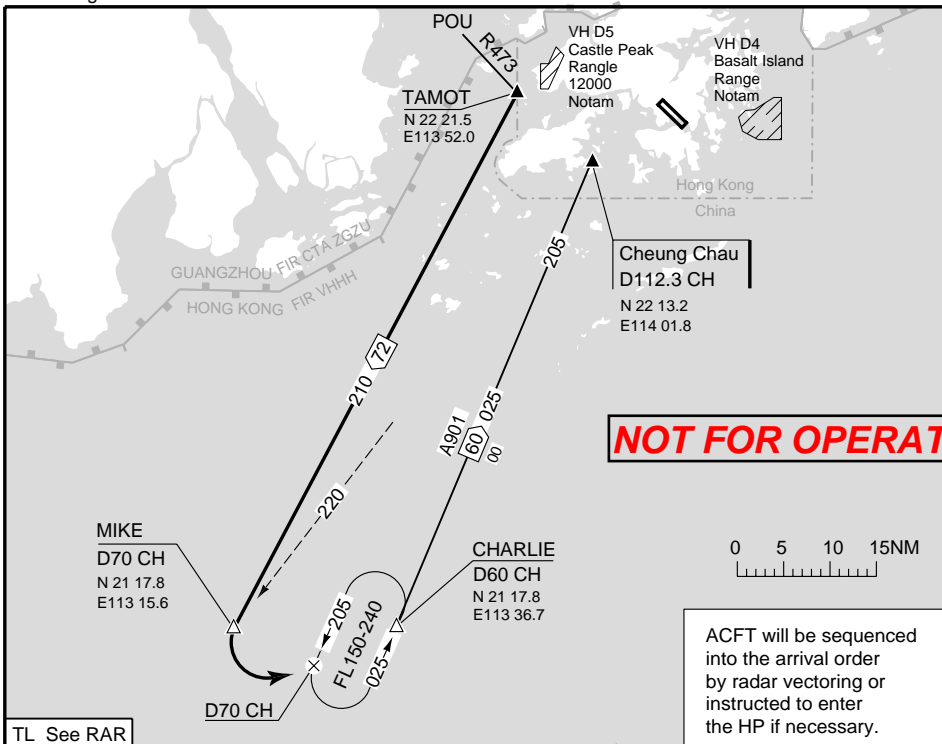 POU
R473
VH D5
Castle Peak
Rangle
12000
Notam
VH D4
Basalt Island
Range
Notam
TAMOT
N 22 21.5
E113 52.0
Hong Kong
China
205
Cheung Chau
D112.3 CH
N 22 13.2
E114 01.8
GUANGZHOU FIR CTA ZGZU
HONG KONG FIR VHHH
210 72
A901 60 025
00
NOT FOR OPERAT
220
MIKE
D70 CH
N 21 17.8
E113 15.6
CHARLIE
D60 CH
N 21 17.8
E113 36.7
0 5 10 15NM
205
FL150-240
025
D70 CH
ACFT will be sequenced
into the arrival order
by radar vectoring or
instructed to enter
the HP if necessary.
TL See RAR